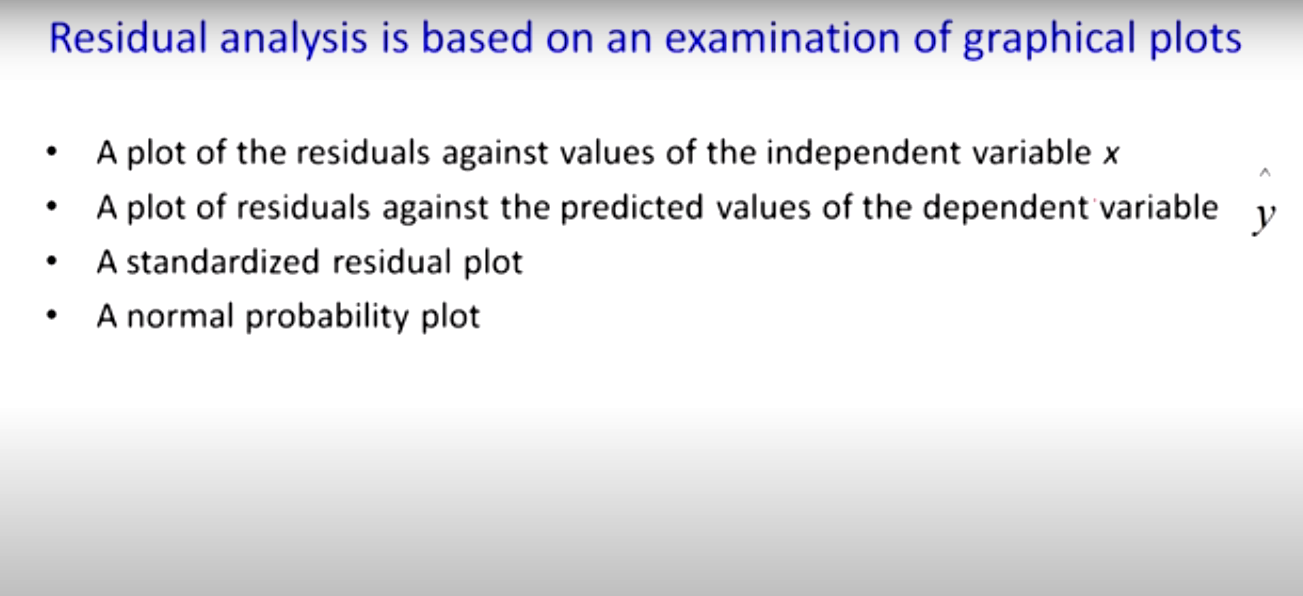 Residual analysis is based on an examination of graphical plots
• A plot of the residuals against values of the independent variable x
• A plot of residuals against the predicted values of the dependent variable ŷ
• A standardized residual plot
• A normal probability plot